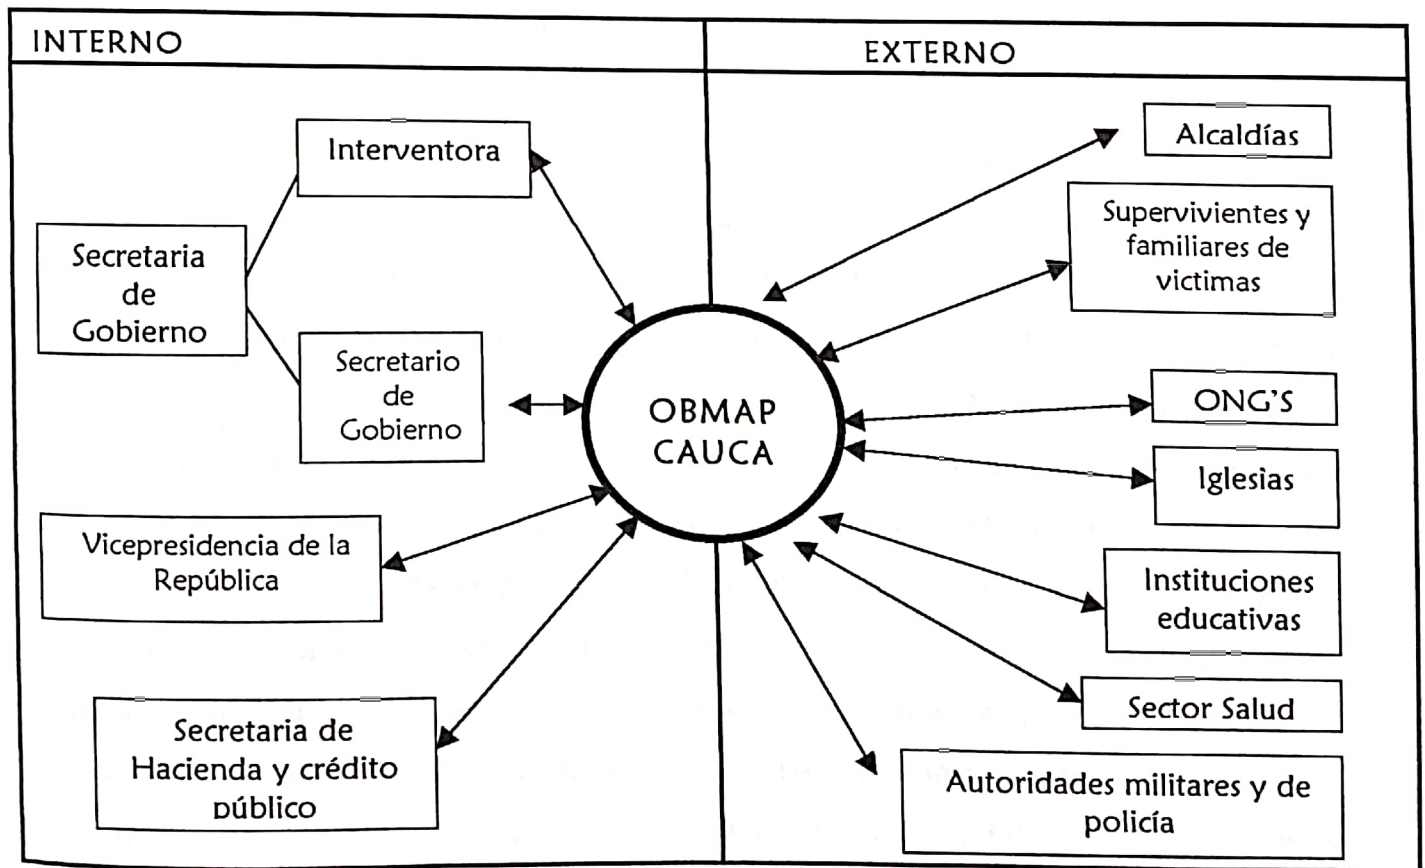 INTERNO
EXTERNO
Interventora
Secretaria
de
Gobierno
Secretario
de
Gobierno
Vicepresidencia de la
República
Secretaria de
Hacienda y crédito
público
OBMAP
CAUCA
Alcaldías
Supervivientes y
familiares de
victimas
ONG'S
Iglesias
Instituciones
educativas
Sector Salud
Autoridades militares y de
policía